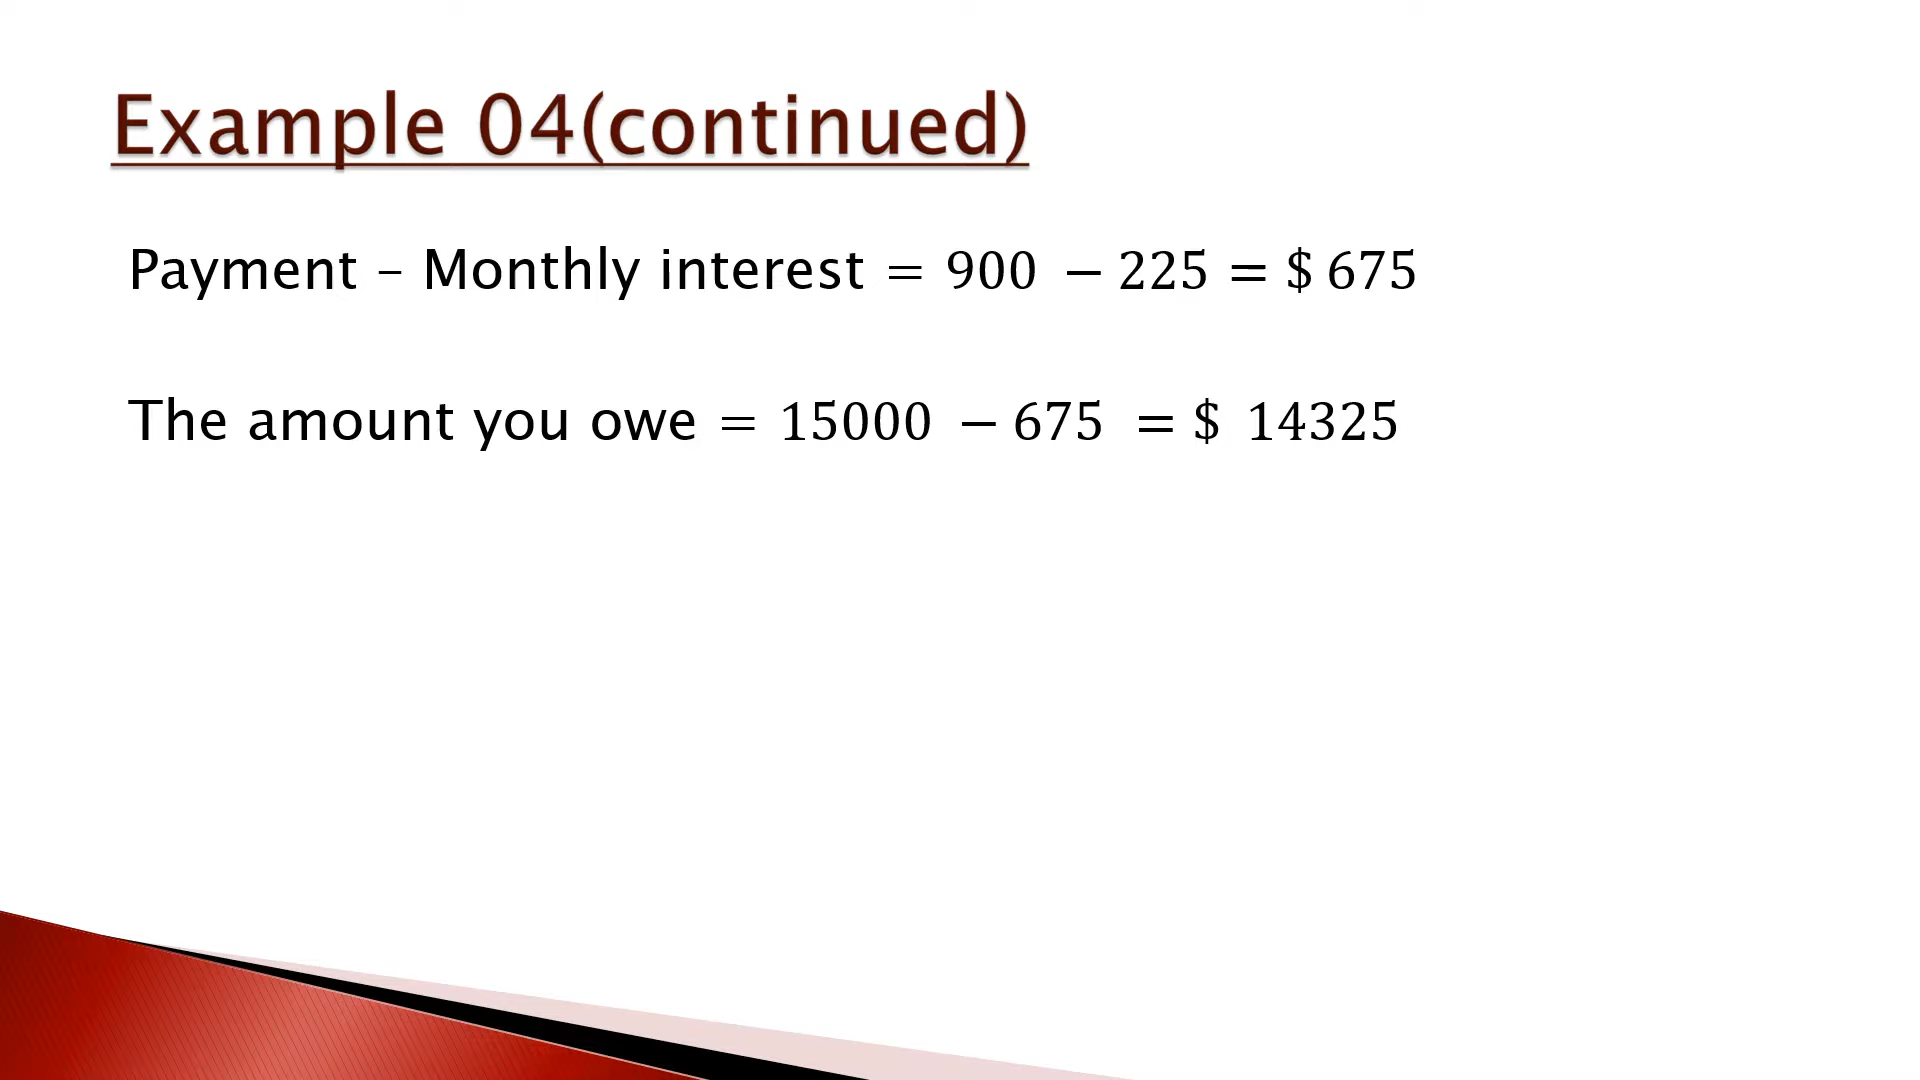 Example 04(continued)
Payment – Monthly interest = 900 − 225 = $ 675
The amount you owe = 15000 − 675 = $ 14325